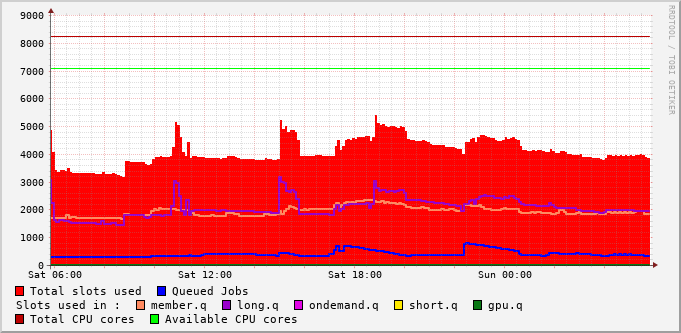 9000
8000
7000
6000
5000
4000
3000
2000
1000
0
Sat 06:00 Sat 12:00 Sat 18:00 Sun 00:00
RRDTOOL / TOBI OETIKER
Total slots used Queued Jobs
Slots used in : member.q long.q ondemand.q short.q gpu.q
Total CPU cores Available CPU cores